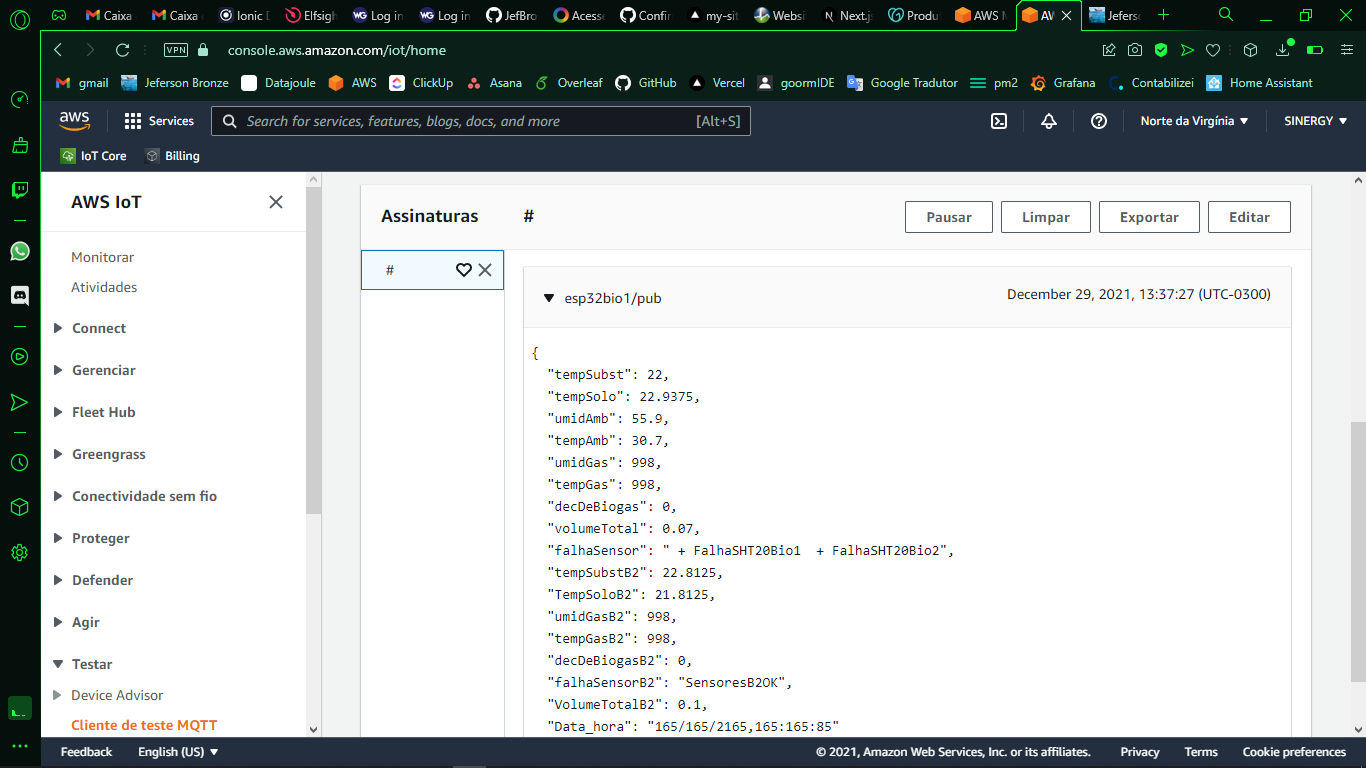 Caixa
Caixa
Ionic D
Elfsigh
Log in
Log in
JefBro
Acess
Confir
my-sit
Websi
Next.js
Produ
AWS M
AW
Jefers
VPN
console.aws.amazon.com/iot/home
gmail
Jeferson Bronze
Datajoule
AWS
ClickUp
Asana
Overleaf
GitHub
Vercel
goormIDE
Google Tradutor
pm2
Grafana
Contabilizei
Home Assistant
aws
Services
Search for services, features, blogs, docs, and more
[Alt+S]
Norte da Virgínia
SINERGY
IoT Core
Billing
AWS IoT
Monitorar
Atividades
Connect
Gerenciar
Fleet Hub
Greengrass
Conectividade sem fio
Proteger
Defender
Agir
Testar
Device Advisor
Cliente de teste MQTT
Assinaturas
#
Pausar
Limpar
Exportar
Editar
#
esp32bio1/pub
December 29, 2021, 13:37:27 (UTC-0300)
{
"tempSubst": 22,
"tempSolo": 22.9375,
"umidAmb": 55.9,
"tempAmb": 30.7,
"umidGas": 998,
"tempGas": 998,
"decDeBiogas": 0,
"volumeTotal": 0.07,
"falhaSensor": " + FalhaSHT20Bio1  + FalhaSHT20Bio2",
"tempSubstB2": 22.8125,
"TempSoloB2": 21.8125,
"umidGasB2": 998,
"tempGasB2": 998,
"decDeBiogasB2": 0,
"falhaSensorB2": "SensoresB2OK",
"VolumeTotalB2": 0.1,
"Data_hora": "165/165/2165,165:165:85"
Feedback
English (US)
© 2021, Amazon Web Services, Inc. or its affiliates.
Privacy
Terms
Cookie preferences